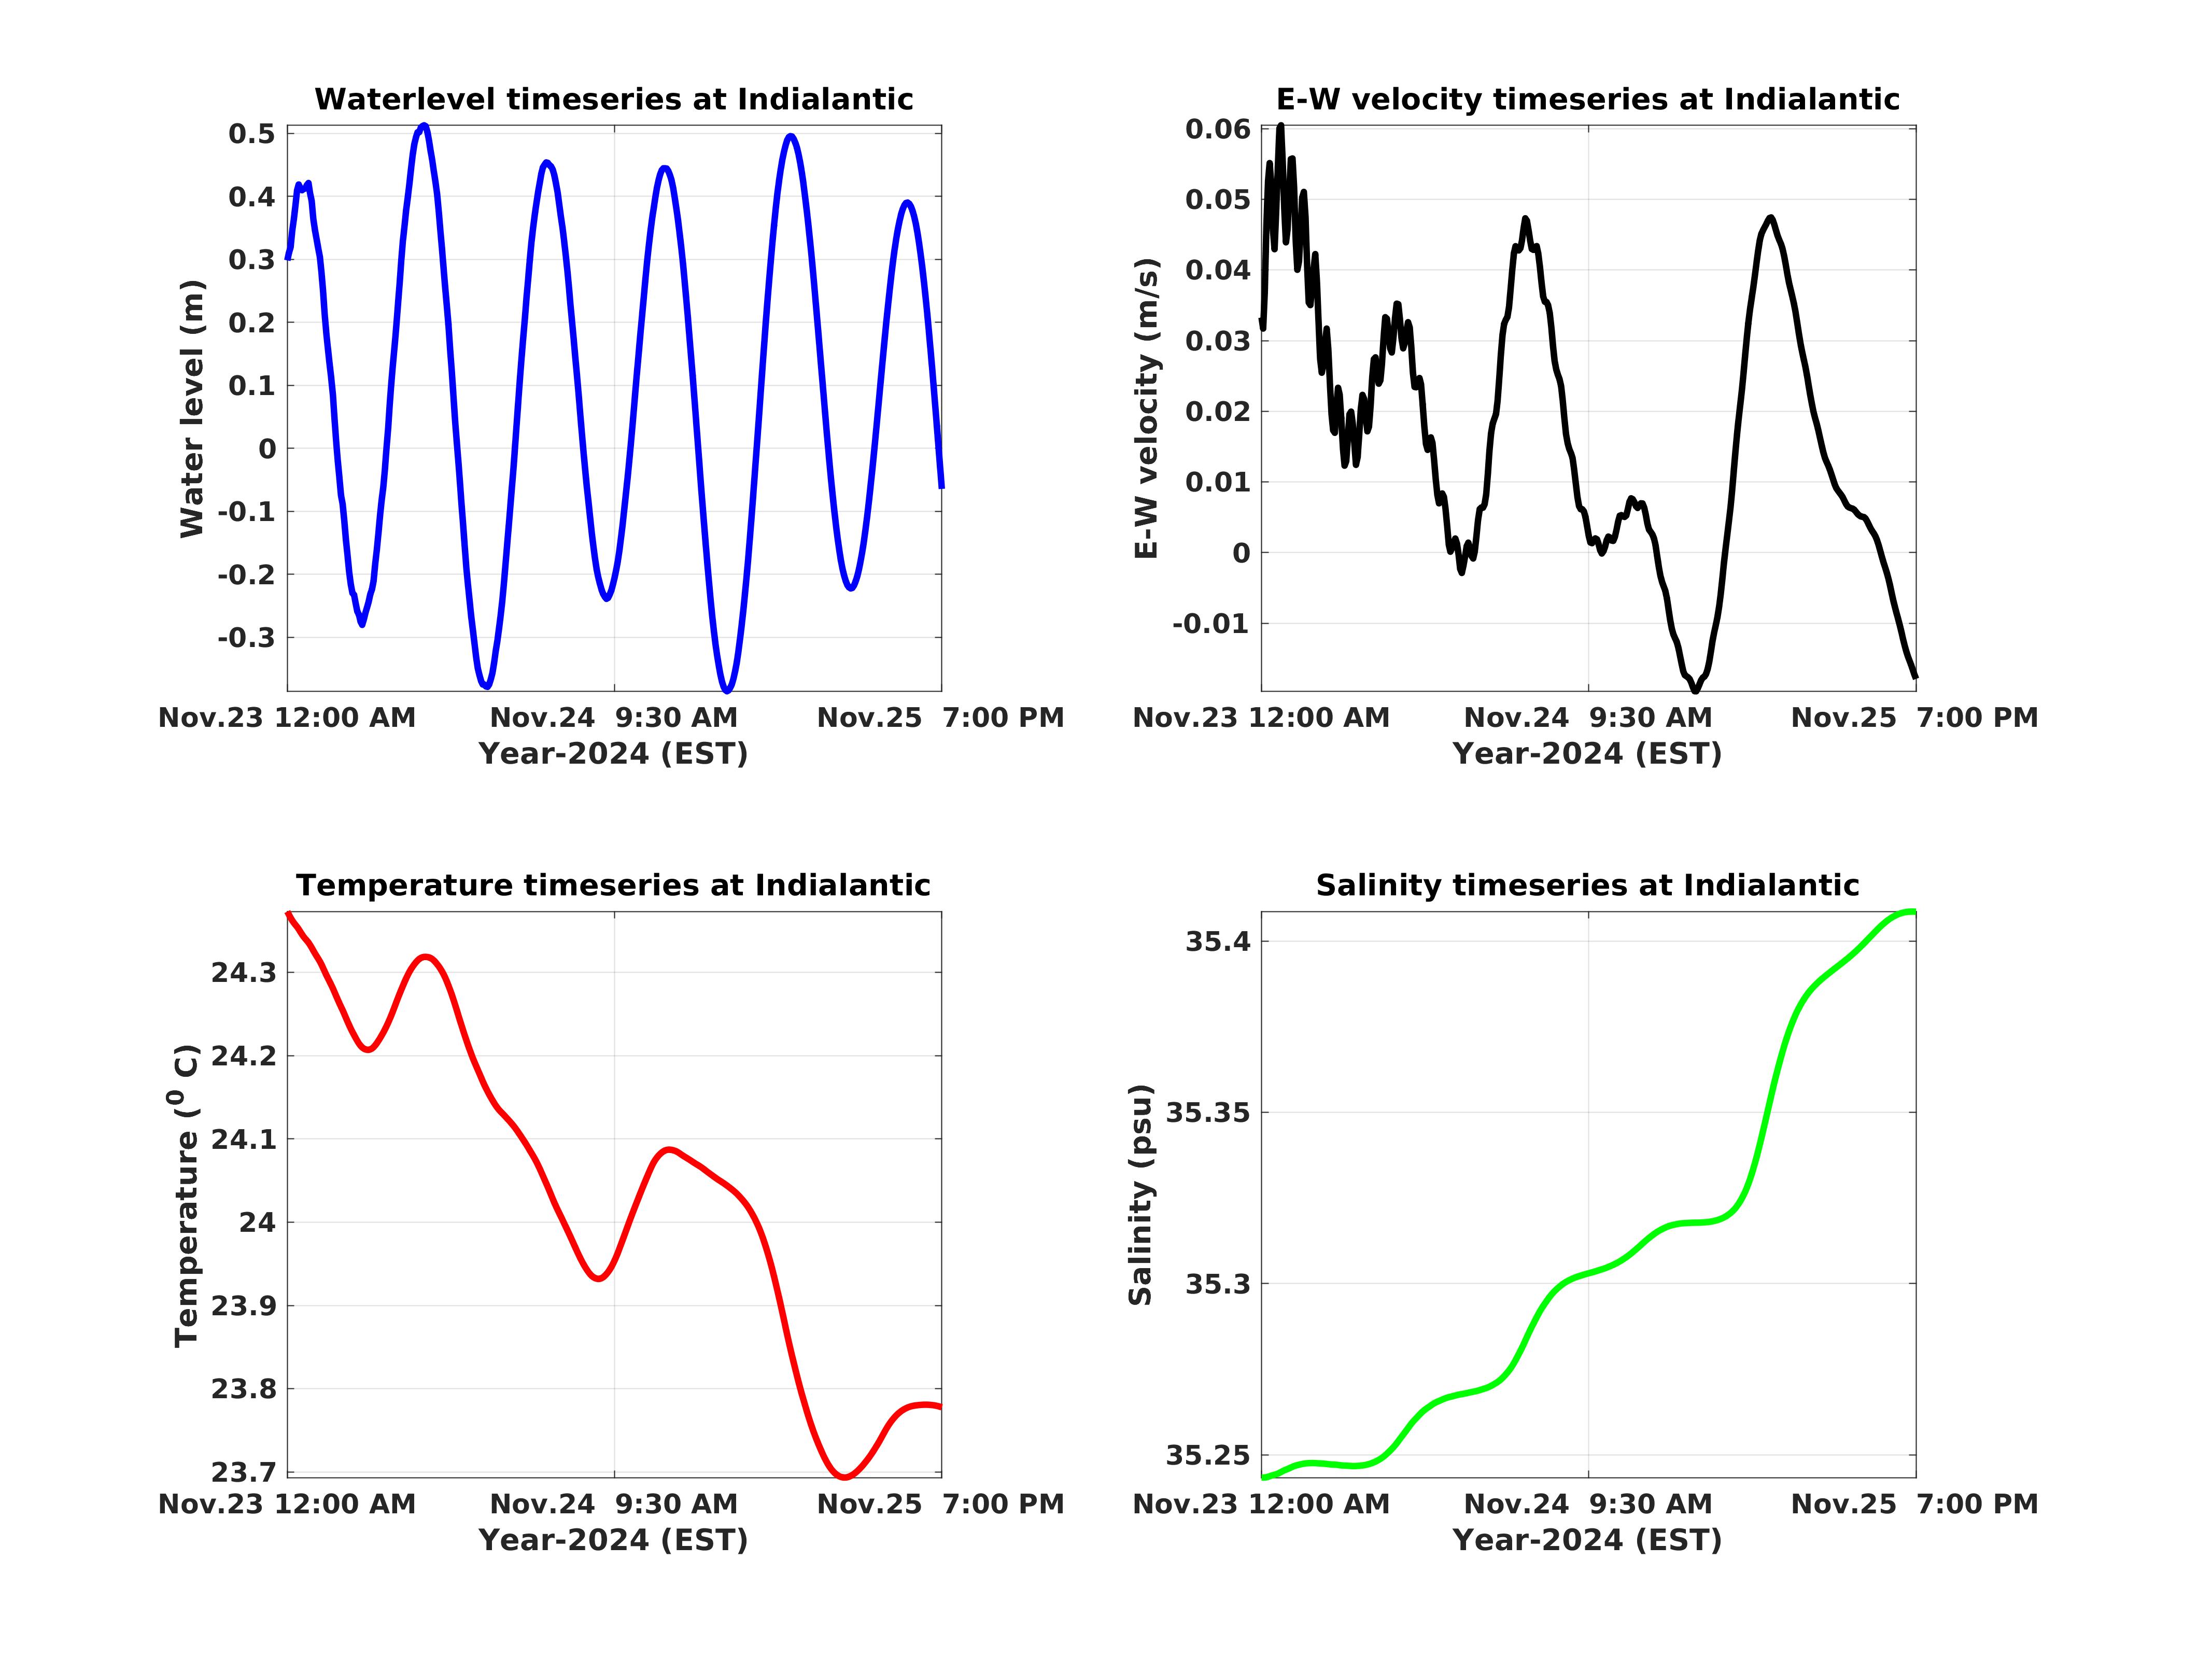 Waterlevel timeseries at Indialantic
0.5
0.4
0.3
0.2
0.1
0
-0.1
-0.2
-0.3
Water level (m)
Nov.23 12:00 AM
Nov.24 9:30 AM
Nov.25 7:00 PM
Year-2024 (EST)
E-W velocity timeseries at Indialantic
0.06
0.05
0.04
0.03
0.02
0.01
0
-0.01
E-W velocity (m/s)
Nov.23 12:00 AM
Nov.24 9:30 AM
Nov.25 7:00 PM
Year-2024 (EST)
Temperature timeseries at Indialantic
24.3
24.2
24.1
24
23.9
23.8
23.7
Temperature (⁰ C)
Nov.23 12:00 AM
Nov.24 9:30 AM
Nov.25 7:00 PM
Year-2024 (EST)
Salinity timeseries at Indialantic
35.4
35.35
35.3
35.25
Salinity (psu)
Nov.23 12:00 AM
Nov.24 9:30 AM
Nov.25 7:00 PM
Year-2024 (EST)